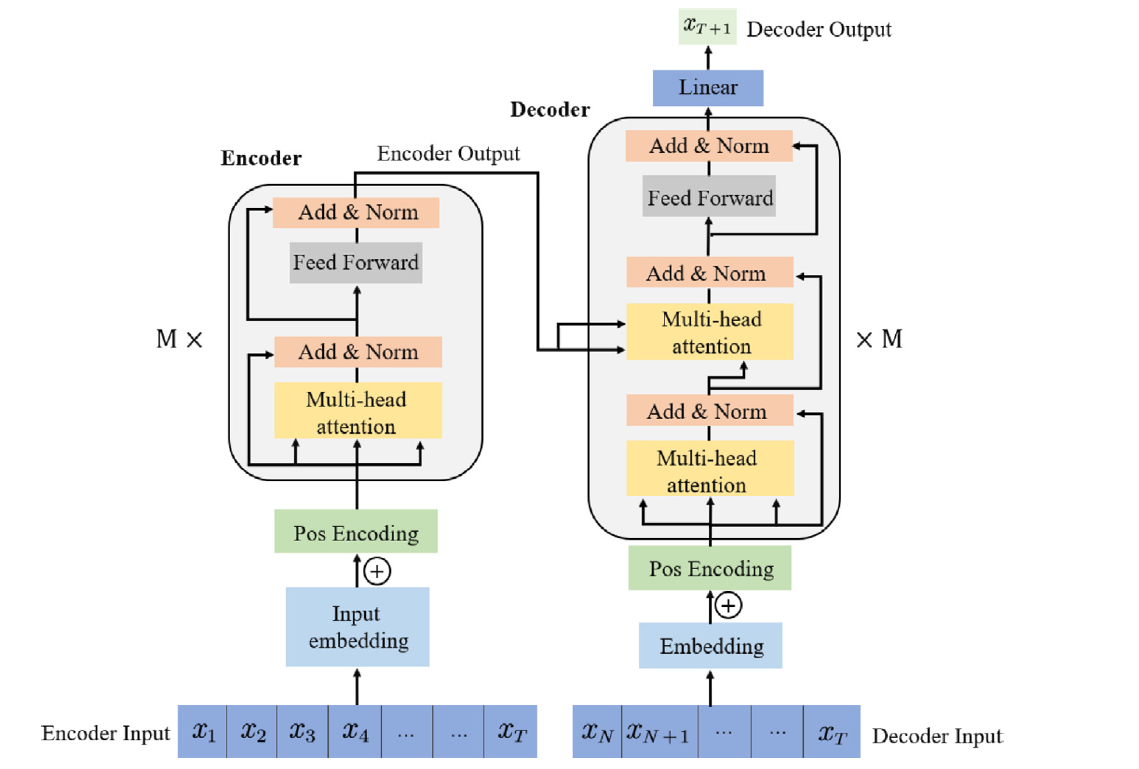 x_{T+1} Decoder Output
Linear
Decoder
Add & Norm
Feed Forward
Add & Norm
Multi-head
attention
× M
Add & Norm
Multi-head
attention
Pos Encoding
+
Embedding
x_N x_{N+1} ... ... x_T Decoder Input
Encoder
Encoder Output
Add & Norm
Feed Forward
M ×
Add & Norm
Multi-head
attention
Pos Encoding
+
Input
embedding
Encoder Input x_1 x_2 x_3 x_4 ... ... x_T